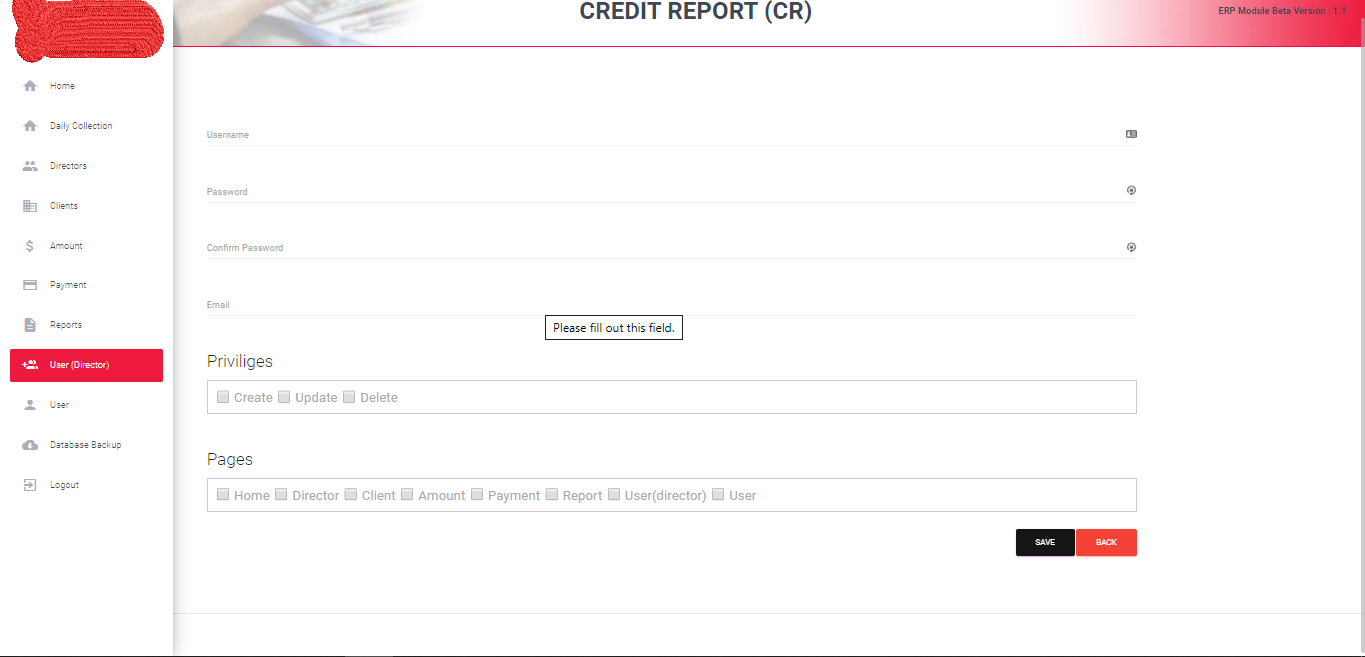 CREDIT REPORT (CR)
ERP Module Beta Version : 1.1
Home
Daily Collection
Directors
Clients
Amount
Payment
Reports
User (Director)
User
Database Backup
Logout
Username
Password
Confirm Password
Email
Please fill out this field.
Priviliges
Create Update Delete
Pages
Home Director Client Amount Payment Report User(director) User
SAVE BACK